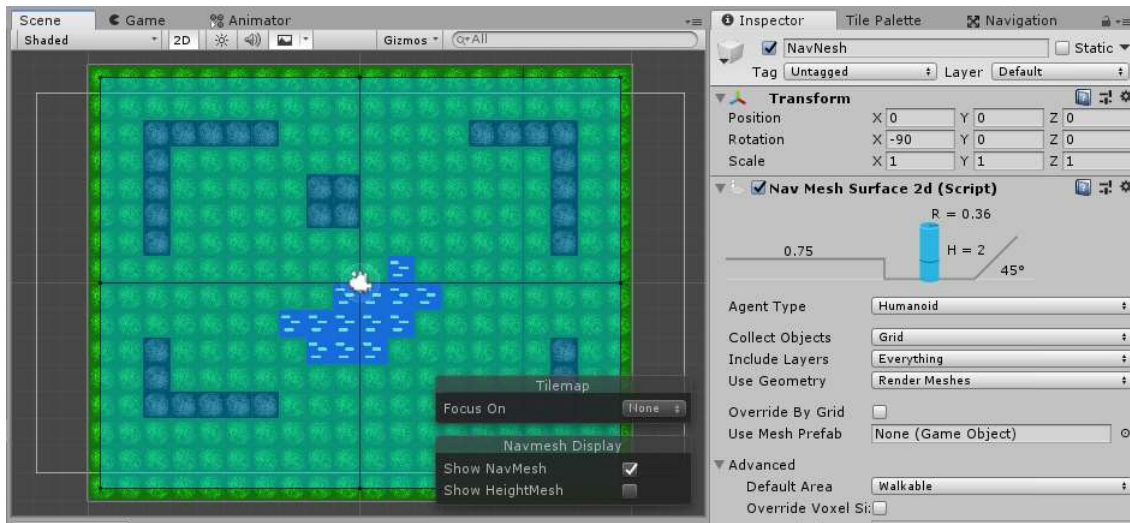 Scene
Game
Animator
Shaded
2D
Gizmos
All
Tilemap
Focus On
None
Navmesh Display
Show NavMesh
Show HeightMesh
Inspector
Tile Palette
Navigation
NavNesh
Static
Tag Untagged
Layer Default
Transform
Position X 0 Y 0 Z 0
Rotation X -90 Y 0 Z 0
Scale X 1 Y 1 Z 1
Nav Mesh Surface 2d (Script)
R = 0.36
0.75
H = 2
45°
Agent Type Humanoid
Collect Objects Grid
Include Layers Everything
Use Geometry Render Meshes
Override By Grid
Use Mesh Prefab None (Game Object)
Advanced
Default Area Walkable
Override Voxel Si: